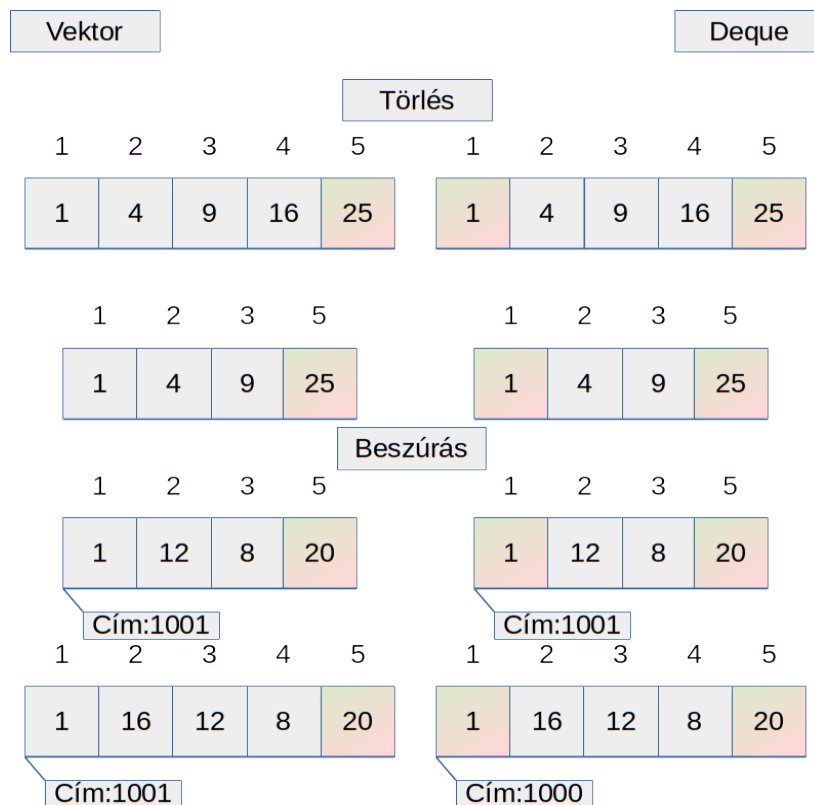 Vektor Deque
Törlés
1 2 3 4 5 1 2 3 4 5
1 4 9 16 25 1 4 9 16 25
1 2 3 5 1 2 3 5
1 4 9 25 1 4 9 25
Beszúrás
1 2 3 5 1 2 3 5
1 12 8 20 1 12 8 20
Cím:1001 Cím:1001
1 2 3 4 5 1 2 3 4 5
1 16 12 8 20 1 16 12 8 20
Cím:1001 Cím:1000